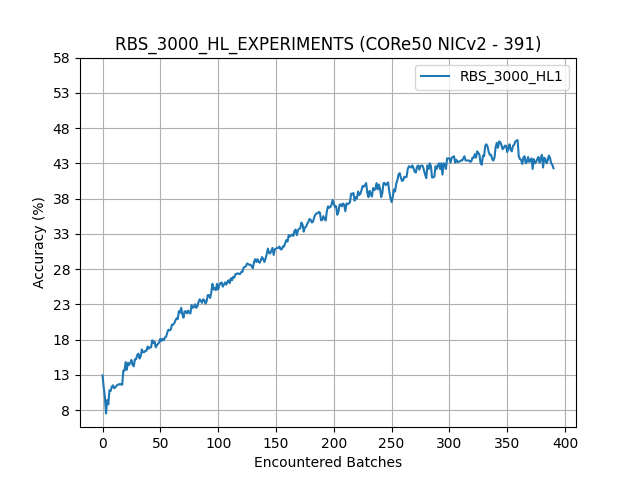 RBS_3000_HL_EXPERIMENTS (CORe50 NICv2 - 391)
RBS_3000_HL1
Accuracy (%)
58
53
48
43
38
33
28
23
18
13
8
0 50 100 150 200 250 300 350 400
Encountered Batches